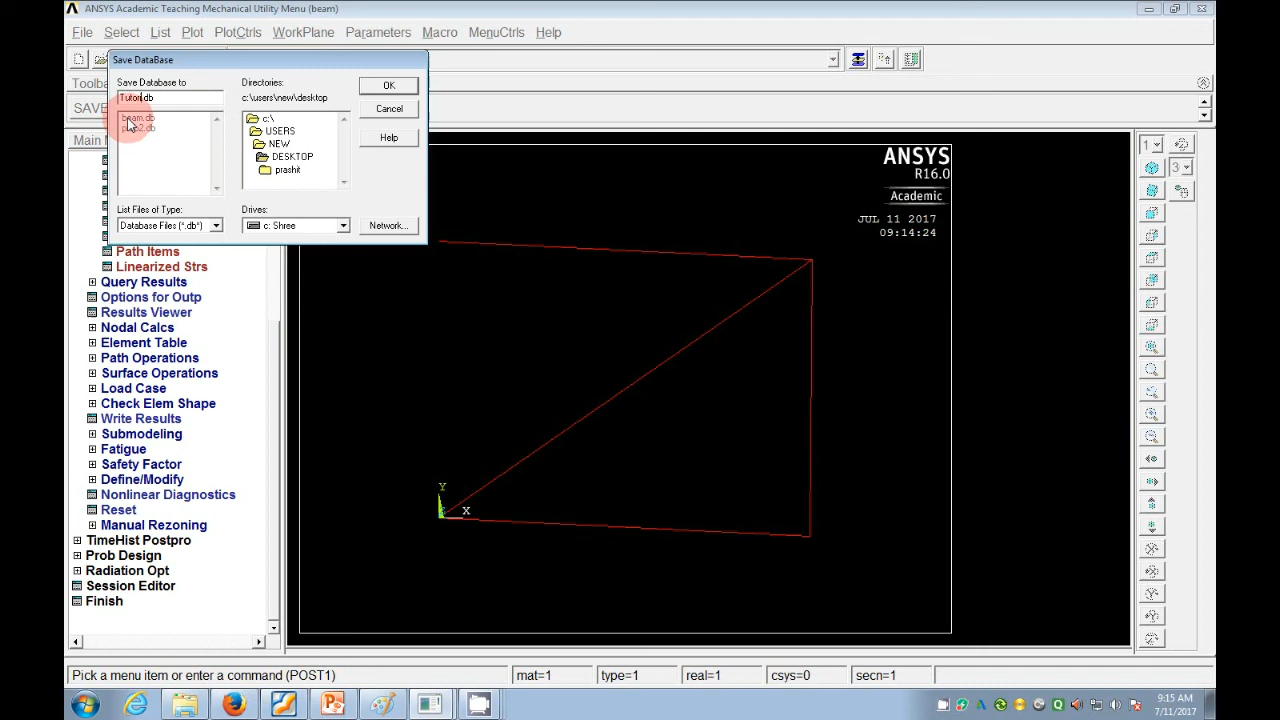 ANSYS Academic Teaching Mechanical Utility Menu (beam)
File Select List Plot PlotCtrls WorkPlane Parameters Macro MenuCtrls Help
Save DataBase
Save Database to
Tutori.db
beam.db
Directories:
c:\users\new\desktop
c:\
USERS
NEW
DESKTOP
prashit
OK
Cancel
Help
List Files of Type:
Database Files (*.db*)
Drives:
c: Shree
Network...
Toolba
SAVE
Main
Path Items
Linearized Strs
Query Results
Options for Outp
Results Viewer
Nodal Calcs
Element Table
Path Operations
Surface Operations
Load Case
Check Elem Shape
Write Results
Submodeling
Fatigue
Safety Factor
Define/Modify
Nonlinear Diagnostics
Reset
Manual Rezoning
TimeHist Postpro
Prob Design
Radiation Opt
Session Editor
Finish
ANSYS
R16.0
Academic
JUL 11 2017
09:14:24
1
3
Y
X
Pick a menu item or enter a command (POST1)
mat=1
type=1
real=1
csys=0
secn=1
9:15 AM
7/11/2017